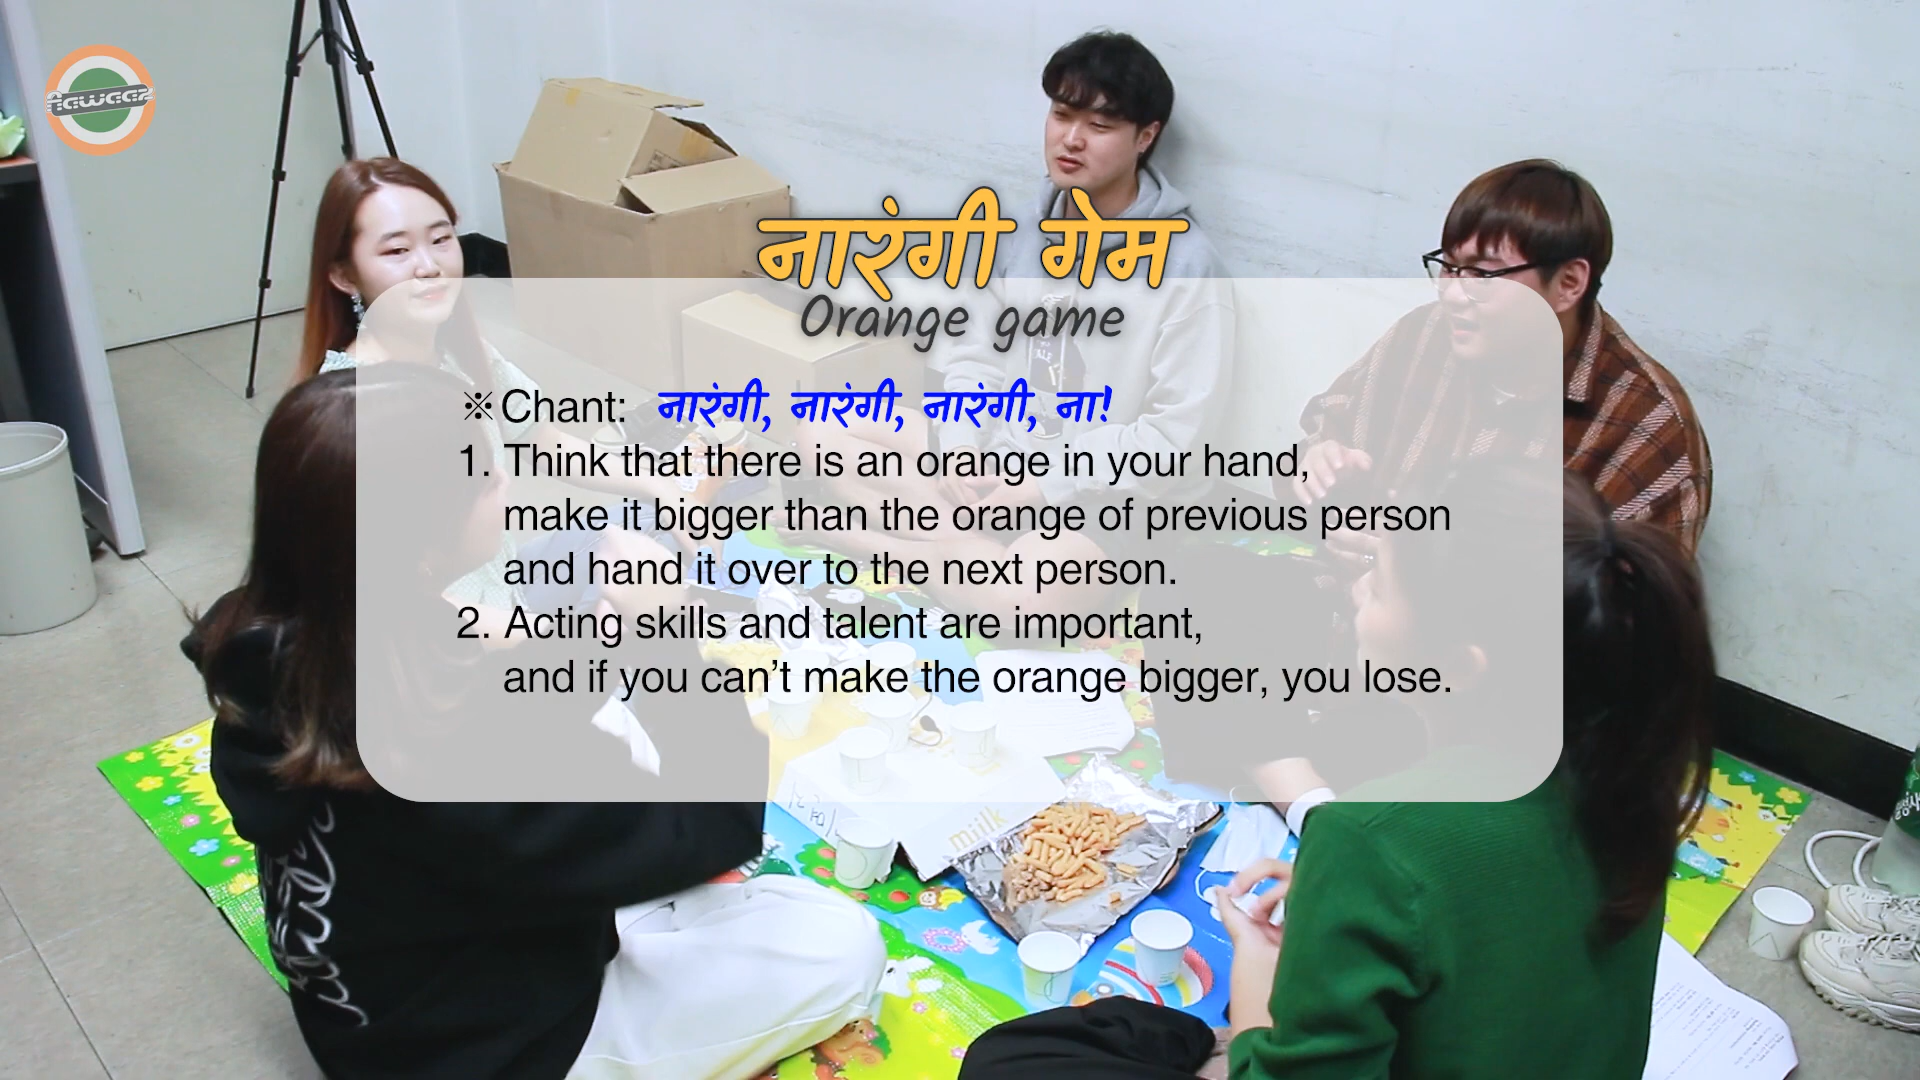 नारंगी गेम
Orange game
※Chant: नारंगी, नारंगी, नारंगी, ना!
1. Think that there is an orange in your hand,
make it bigger than the orange of previous person
and hand it over to the next person.
2. Acting skills and talent are important,
and if you can’t make the orange bigger, you lose.
milk